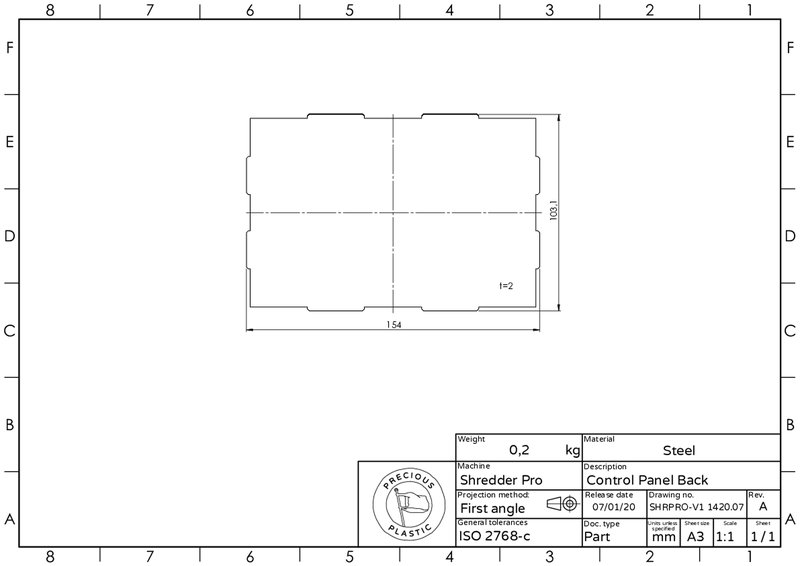 8 7 6 5 4 3 2 1
F F
E E
D D
C C
B B
A A
103,1
t=2
154
Weight
0,2 kg
Material
Steel
PRECIOUS
PLASTIC
Machine
Shredder Pro
Description
Control Panel Back
Projection method:
First angle
Release date
07/01/20
Drawing no.
SHRPRO-V1 1420.07
Rev.
A
General tolerances
ISO 2768-c
Doc. type
Part
Units unless
specified
mm
Sheet size
A3
Scale
1:1
Sheet
1 / 1
8 7 6 5 4 3 2 1